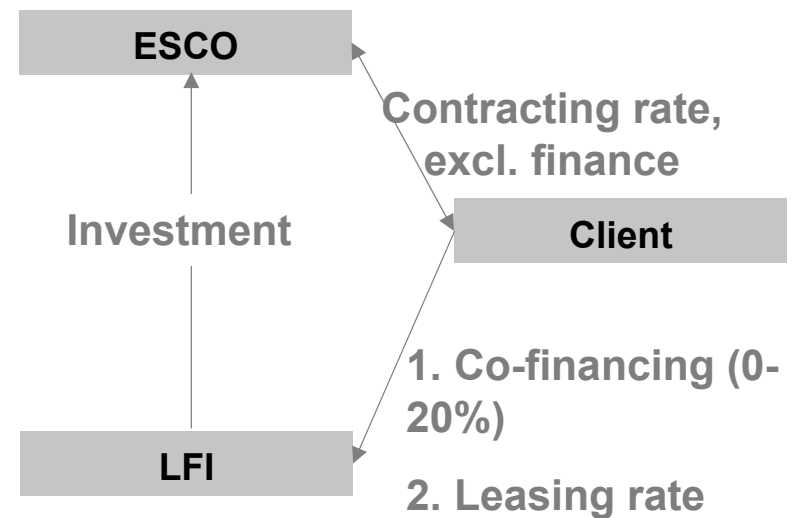 ESCO
Contracting rate,
excl. finance
Investment
Client
1. Co-financing (0-
20%)
LFI
2. Leasing rate